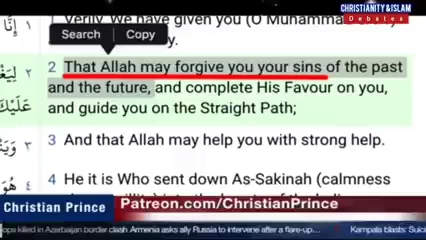 CHRISTIANITY & ISLAM
Debates
1 Verily, We have given you (O Muhammad
Search Copy
2 That Allah may forgive you your sins of the past
and the future, and complete His Favour on you,
and guide you on the Straight Path;
3 And that Allah may help you with strong help.
4 He it is Who sent down As-Sakinah (calmness
Christian Prince
Patreon.com/ChristianPrince
killed in Azerbaijan border clash Armenia asks ally Russia to intervene after a flare-up...
Kampala blasts: